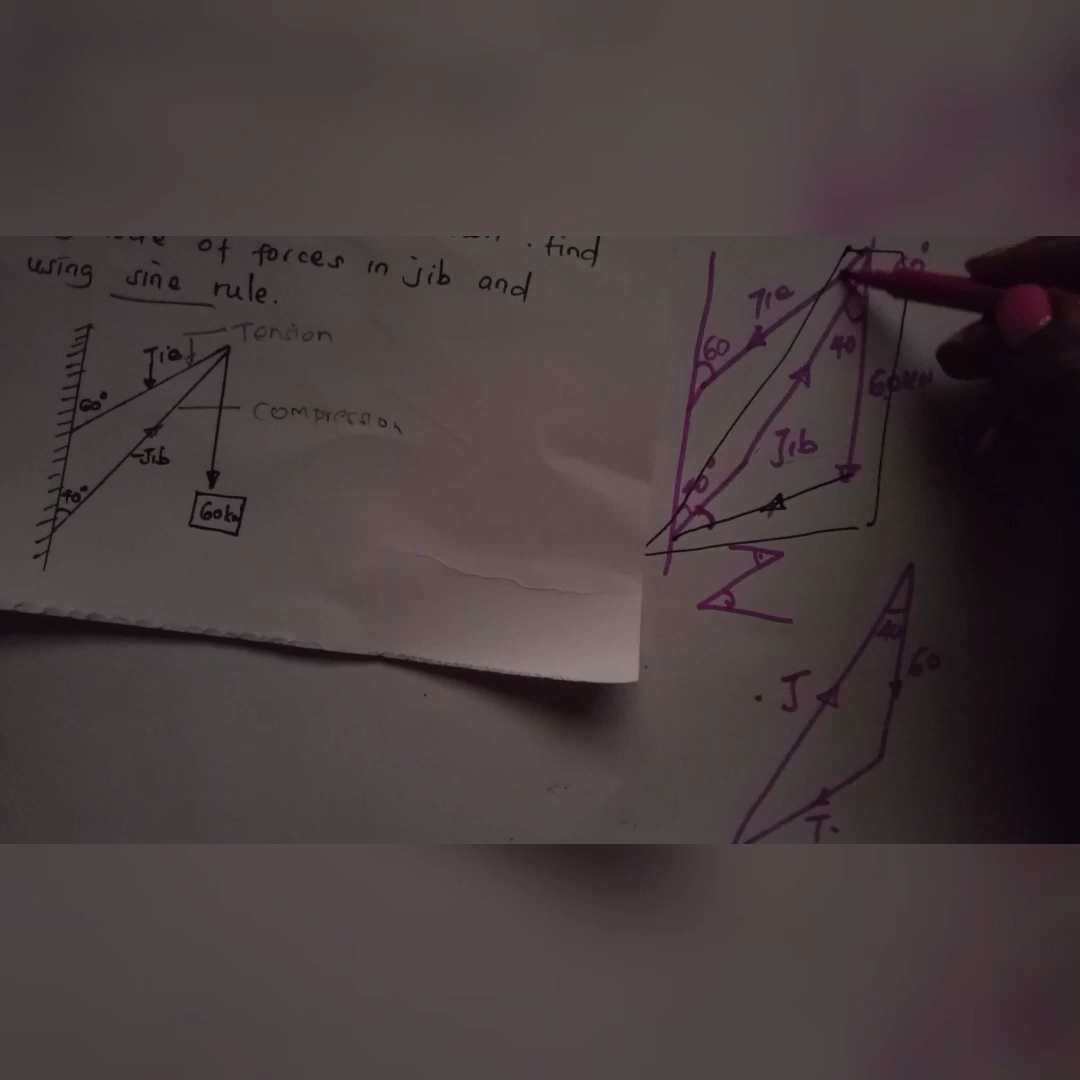 of forces in jib and
find
using sine rule.
Tension
Tie
60°
Compression
Jib
40°
60kN
Tie
60
40
60kN
Jib
40°
40
60
J
T.